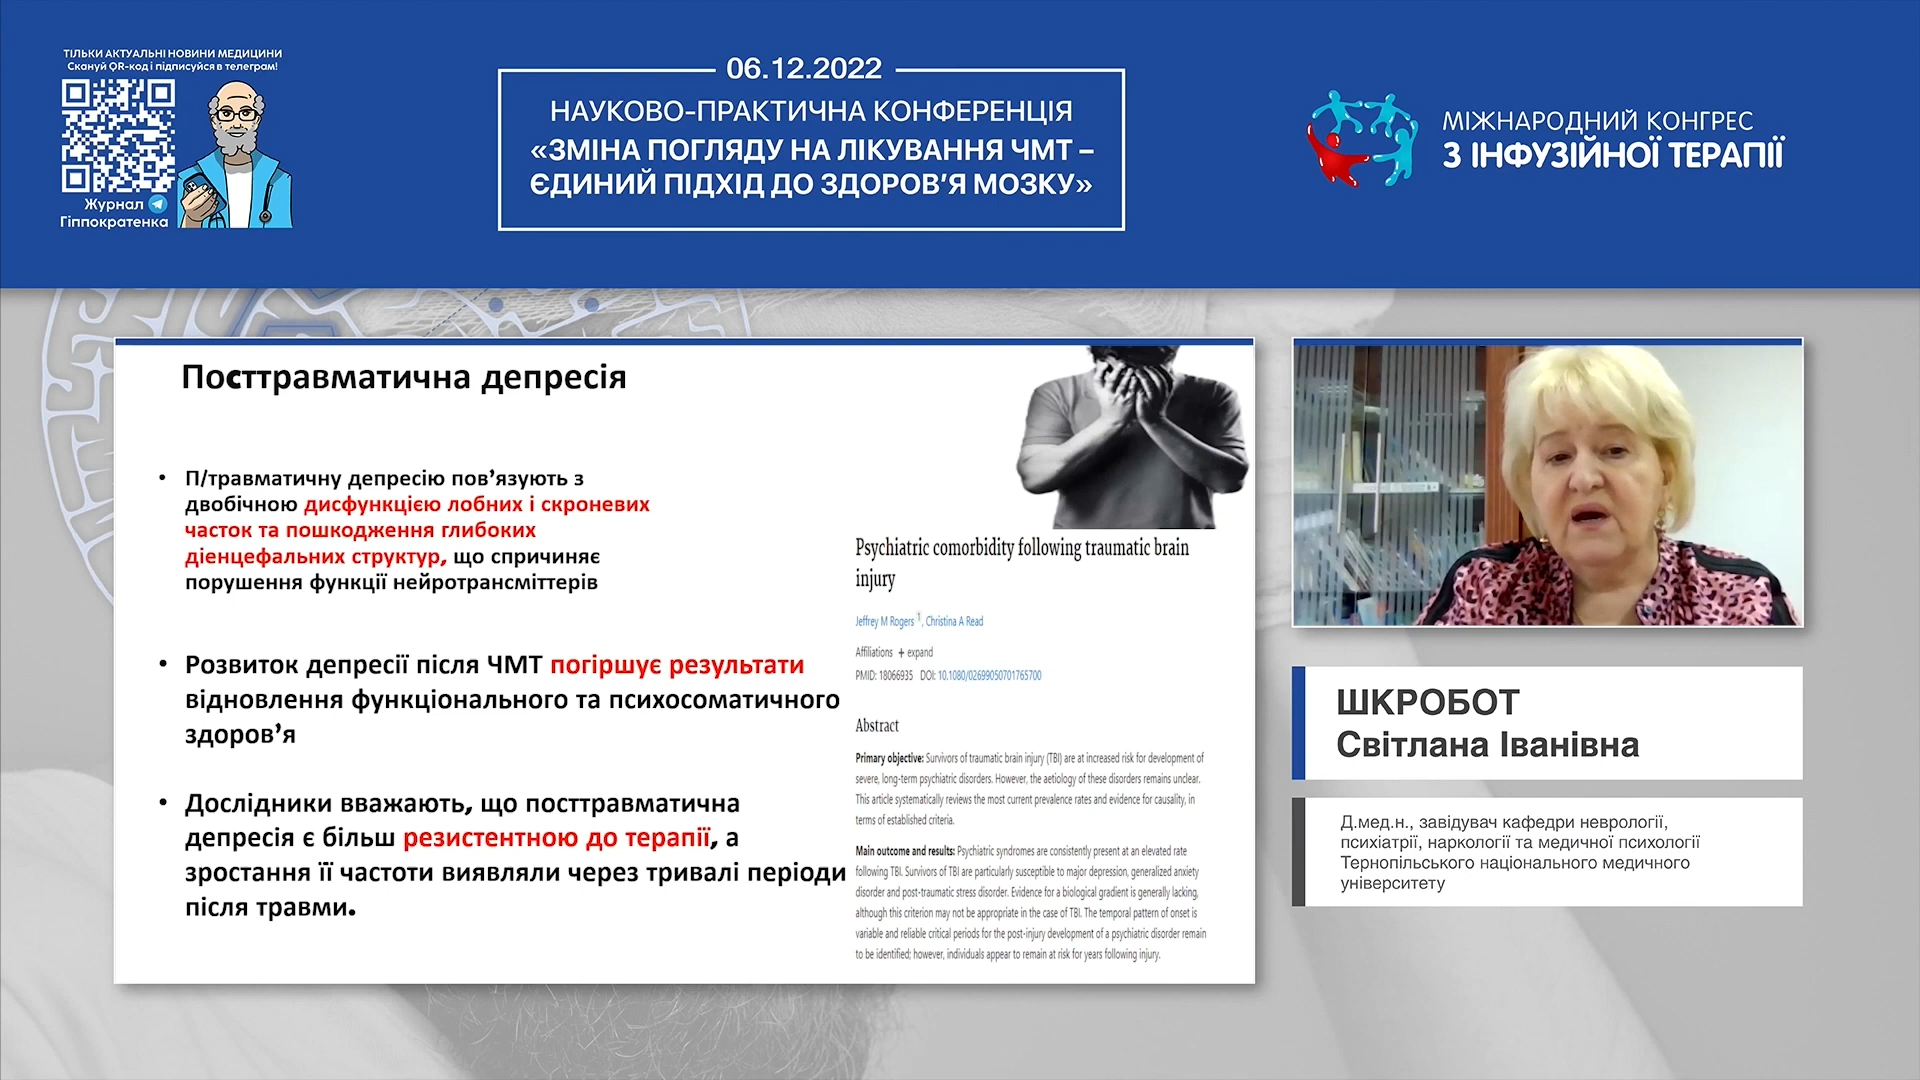 ТІЛЬКИ АКТУАЛЬНІ НОВИНИ МЕДИЦИНИ
Скануй QR-код і підписуйся в телеграм!
Журнал
Гіппократенка
06.12.2022
НАУКОВО-ПРАКТИЧНА КОНФЕРЕНЦІЯ
«ЗМІНА ПОГЛЯДУ НА ЛІКУВАННЯ ЧМТ –
ЄДИНИЙ ПІДХІД ДО ЗДОРОВ'Я МОЗКУ»
МІЖНАРОДНИЙ КОНГРЕС
З ІНФУЗІЙНОЇ ТЕРАПІЇ
Посттравматична депресія
• П/травматичну депресію пов’язують з
двобічною дисфункцією лобних і скроневих
часток та пошкодження глибоких
діенцефальних структур, що спричиняє
порушення функції нейротрансміттерів
• Розвиток депресії після ЧМТ погіршує результати
відновлення функціонального та психосоматичного
здоров’я
• Дослідники вважають, що посттравматична
депресія є більш резистентною до терапії, а
зростання її частоти виявляли через тривалі періоди
після травми.
Psychiatric comorbidity following traumatic brain
injury
Jeffrey M Rogers 1, Christina A Read
Affiliations + expand
PMID: 18066935 DOI: 10.1080/02699050701765700
Abstract
Primary objective: Survivors of traumatic brain injury (TBI) are at increased risk for development of
severe, long-term psychiatric disorders. However, the aetiology of these disorders remains unclear.
This article systematically reviews the most current prevalence rates and evidence for causality, in
terms of established criteria.
Main outcome and results: Psychiatric syndromes are consistently present at an elevated rate
following TBI. Survivors of TBI are particularly susceptible to major depression, generalized anxiety
disorder and post-traumatic stress disorder. Evidence for a biological gradient is generally lacking,
although this criterion may not be appropriate in the case of TBI. The temporal pattern of onset is
variable and reliable critical periods for the post-injury development of a psychiatric disorder remain
to be identified; however, individuals appear to remain at risk for years following injury.
ШКРОБОТ
Світлана Іванівна
Д.мед.н., завідувач кафедри неврології,
психіатрії, наркології та медичної психології
Тернопільського національного медичного
університету